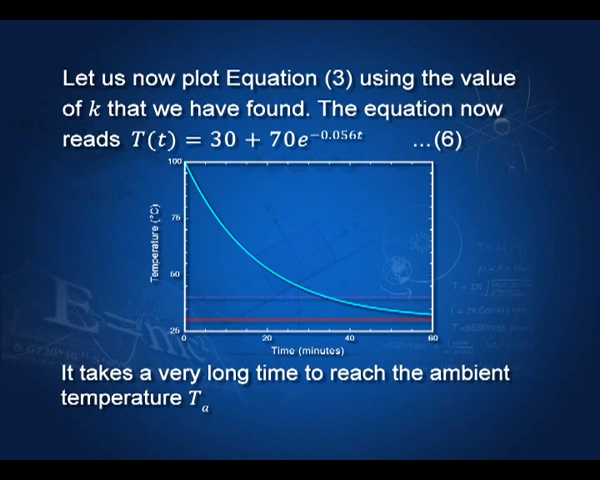 Let us now plot Equation (3) using the value
of k that we have found. The equation now
reads T(t) = 30 + 70e^{-0.056t} ...(6)
100
75
50
25
Temperature (°C)
0 20 40 60
Time (minutes)
It takes a very long time to reach the ambient
temperature Tₐ
E=mc